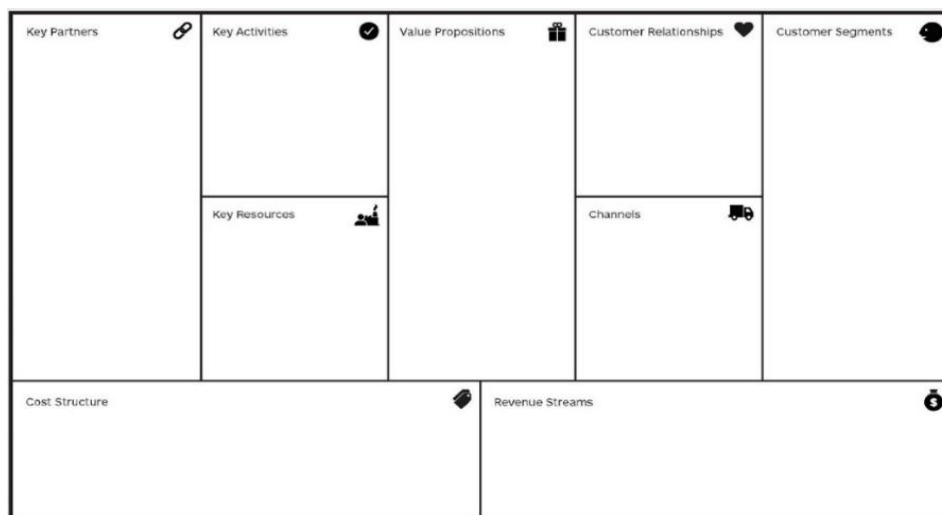 Key Partners
Key Activities
Value Propositions
Customer Relationships
Customer Segments
Key Resources
Channels
Cost Structure
Revenue Streams
$